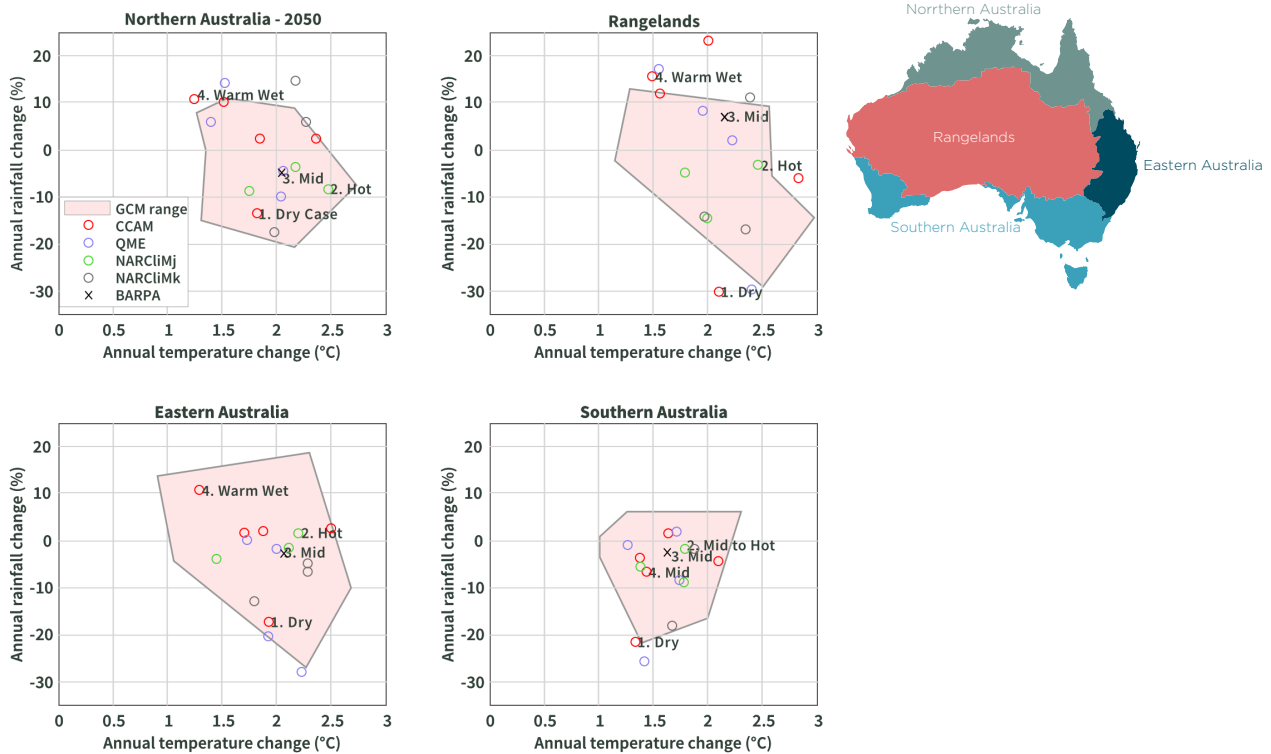 Northern Australia - 2050
Annual rainfall change (%)
20
10
0
-10
-20
-30
4. Warm Wet
3. Mid
2. Hot
1. Dry Case
GCM range
CCAM
QME
NARCliMj
NARCliMk
BARPA
0 0.5 1 1.5 2 2.5 3
Annual temperature change (°C)
Rangelands
Annual rainfall change (%)
20
10
0
-10
-20
-30
4. Warm Wet
3. Mid
2. Hot
1. Dry
0 0.5 1 1.5 2 2.5 3
Annual temperature change (°C)
Norrthern Australia
Rangelands
Eastern Australia
Southern Australia
Eastern Australia
Annual rainfall change (%)
20
10
0
-10
-20
-30
4. Warm Wet
2. Hot
3. Mid
1. Dry
0 0.5 1 1.5 2 2.5 3
Annual temperature change (°C)
Southern Australia
Annual rainfall change (%)
20
10
0
-10
-20
-30
2. Mid to Hot
3. Mid
4. Mid
1. Dry
0 0.5 1 1.5 2 2.5 3
Annual temperature change (°C)